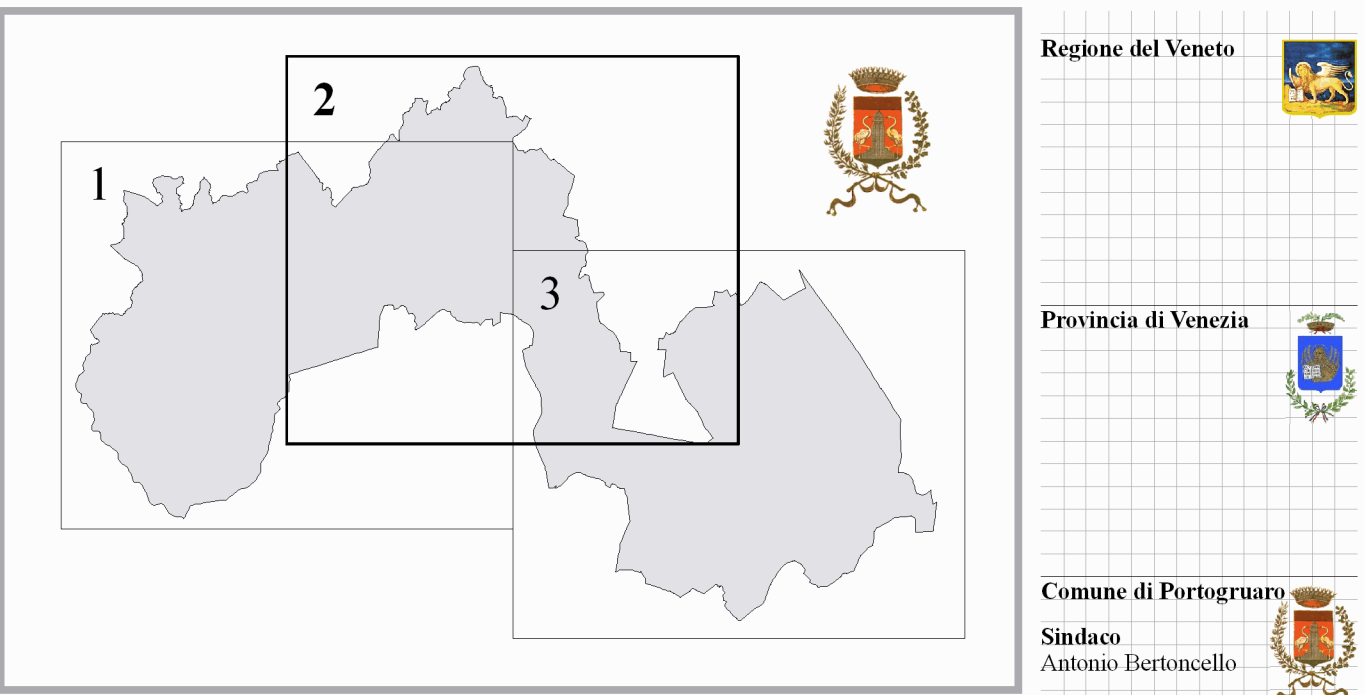 2
1
3
Regione del Veneto
Provincia di Venezia
Comune di Portogruaro
Sindaco
Antonio Bertoncello